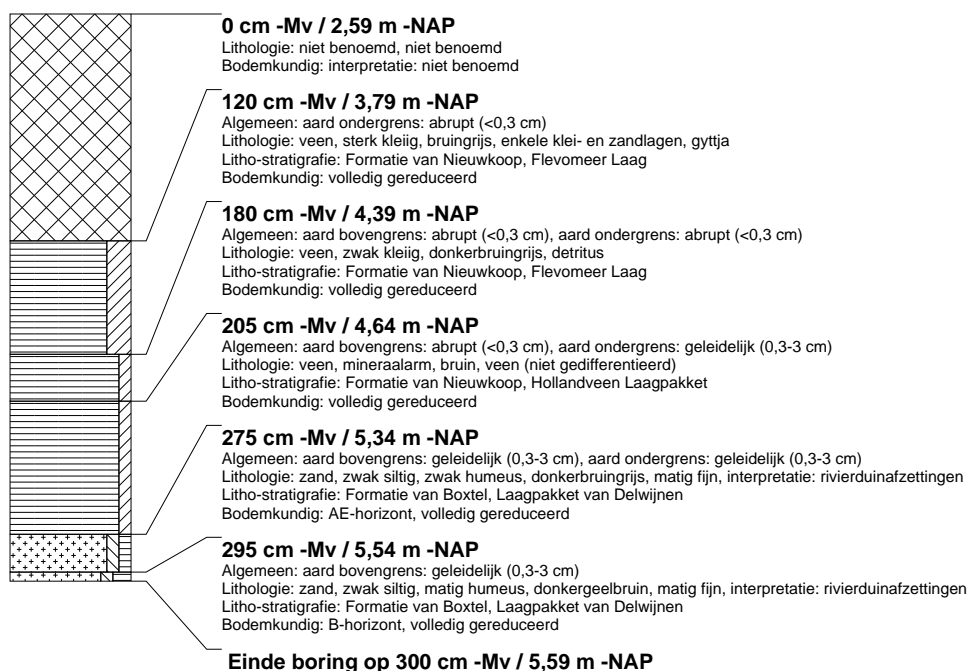 0 cm -Mv / 2,59 m -NAP
Lithologie: niet benoemd, niet benoemd
Bodemkundig: interpretatie: niet benoemd
120 cm -Mv / 3,79 m -NAP
Algemeen: aard ondergrens: abrupt (<0,3 cm)
Lithologie: veen, sterk kleiig, bruingrijs, enkele klei- en zandlagen, gyttja
Litho-stratigrafie: Formatie van Nieuwkoop, Flevomeer Laag
Bodemkundig: volledig gereduceerd
180 cm -Mv / 4,39 m -NAP
Algemeen: aard bovengrens: abrupt (<0,3 cm), aard ondergrens: abrupt (<0,3 cm)
Lithologie: veen, zwak kleiig, donkerbruingrijs, detritus
Litho-stratigrafie: Formatie van Nieuwkoop, Flevomeer Laag
Bodemkundig: volledig gereduceerd
205 cm -Mv / 4,64 m -NAP
Algemeen: aard bovengrens: abrupt (<0,3 cm), aard ondergrens: geleidelijk (0,3-3 cm)
Lithologie: veen, mineraalarm, bruin, veen (niet gedifferentieerd)
Litho-stratigrafie: Formatie van Nieuwkoop, Hollandveen Laagpakket
Bodemkundig: volledig gereduceerd
275 cm -Mv / 5,34 m -NAP
Algemeen: aard bovengrens: geleidelijk (0,3-3 cm), aard ondergrens: geleidelijk (0,3-3 cm)
Lithologie: zand, zwak siltig, zwak humeus, donkerbruingrijs, matig fijn, interpretatie: rivierduinafzettingen
Litho-stratigrafie: Formatie van Boxtel, Laagpakket van Delwijnen
Bodemkundig: AE-horizont, volledig gereduceerd
295 cm -Mv / 5,54 m -NAP
Algemeen: aard bovengrens: geleidelijk (0,3-3 cm)
Lithologie: zand, zwak siltig, matig humeus, donkergeelbruin, matig fijn, interpretatie: rivierduinafzettingen
Litho-stratigrafie: Formatie van Boxtel, Laagpakket van Delwijnen
Bodemkundig: B-horizont, volledig gereduceerd
Einde boring op 300 cm -Mv / 5,59 m -NAP